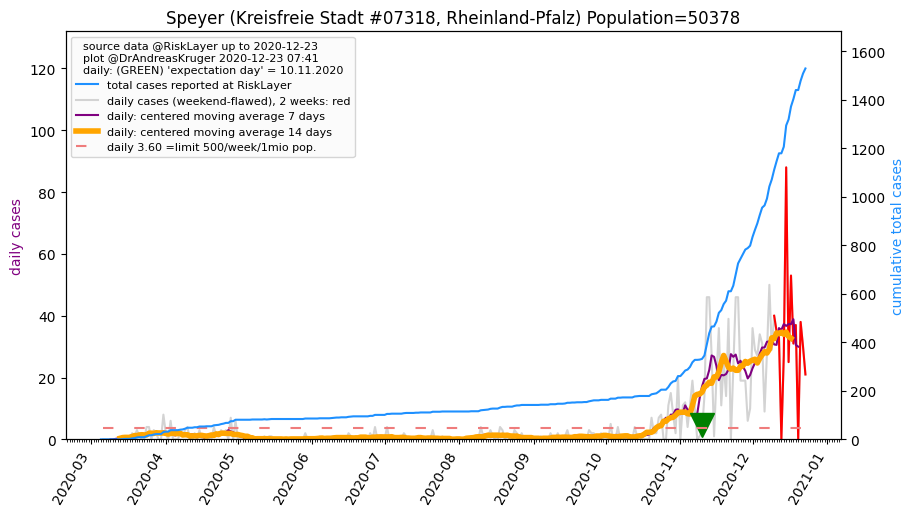 Speyer (Kreisfreie Stadt #07318, Rheinland-Pfalz) Population=50378
source data @RiskLayer up to 2020-12-23
plot @DrAndreasKruger 2020-12-23 07:41
daily: (GREEN) 'expectation day' = 10.11.2020
total cases reported at RiskLayer
daily cases (weekend-flawed), 2 weeks: red
daily: centered moving average 7 days
daily: centered moving average 14 days
daily 3.60 =limit 500/week/1mio pop.
daily cases
120
100
80
60
40
20
0
cumulative total cases
1600
1400
1200
1000
800
600
400
200
0
2020-03
2020-04
2020-05
2020-06
2020-07
2020-08
2020-09
2020-10
2020-11
2020-12
2021-01